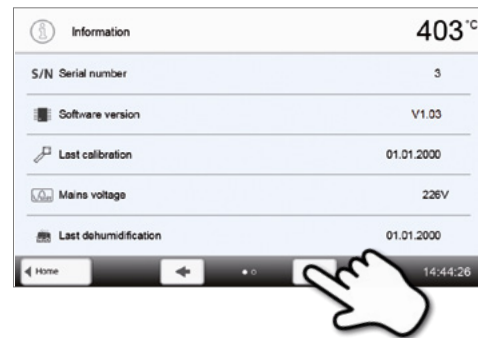 Information 403 °C
S/N Serial number 3
Software version V1.03
Last calibration 01.01.2000
Mains voltage 226V
Last dehumidification 01.01.2000
Home 14:44:26